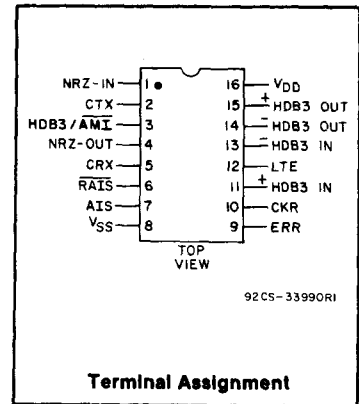 NRZ-IN 1 16 VDD
CTX 2 15 + HDB3 OUT
HDB3/AMI 3 14 - HDB3 OUT
NRZ-OUT 4 13 - HDB3 IN
CRX 5 12 LTE
RAIS 6 11 + HDB3 IN
AIS 7 10 CKR
VSS 8 9 ERR
TOP
VIEW
92CS-33990R1
Terminal Assignment